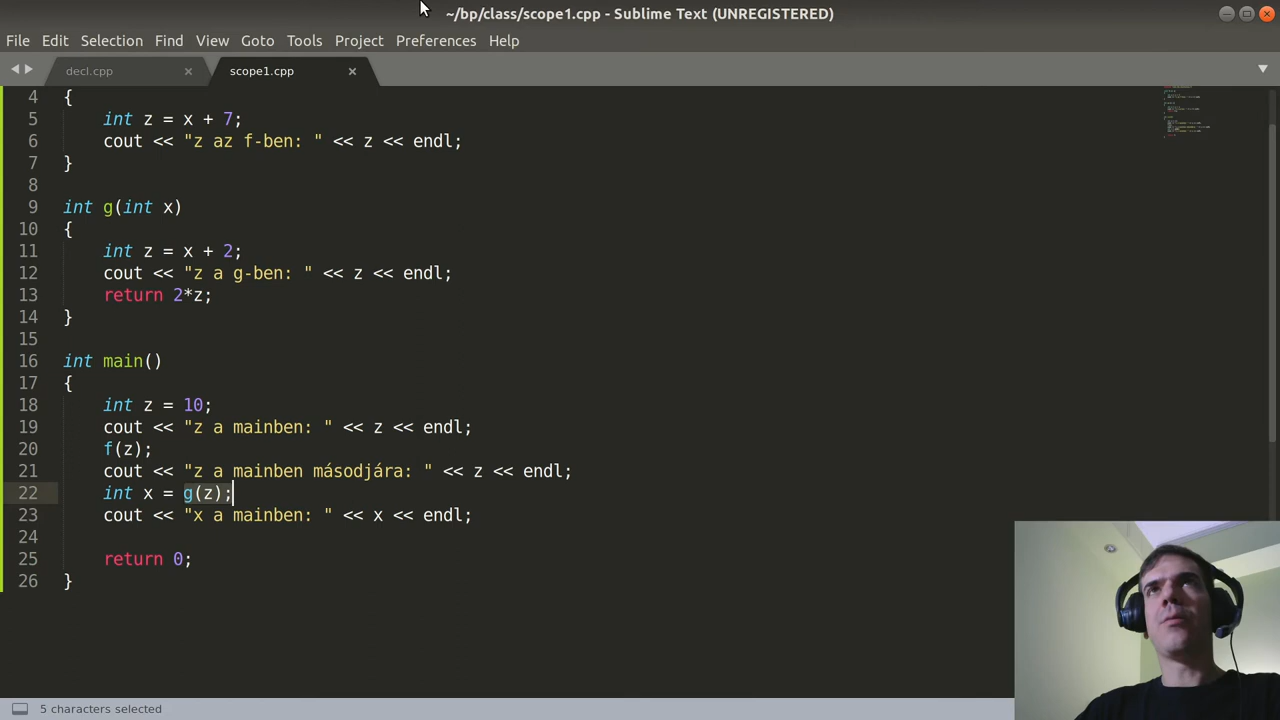 ~/bp/class/scope1.cpp - Sublime Text (UNREGISTERED)
File Edit Selection Find View Goto Tools Project Preferences Help
decl.cpp scope1.cpp
4 {
5 int z = x + 7;
6 cout << "z az f-ben: " << z << endl;
7 }
8
9 int g(int x)
10 {
11 int z = x + 2;
12 cout << "z a g-ben: " << z << endl;
13 return 2*z;
14 }
15
16 int main()
17 {
18 int z = 10;
19 cout << "z a mainben: " << z << endl;
20 f(z);
21 cout << "z a mainben másodjára: " << z << endl;
22 int x = g(z);
23 cout << "x a mainben: " << x << endl;
24
25 return 0;
26 }
5 characters selected